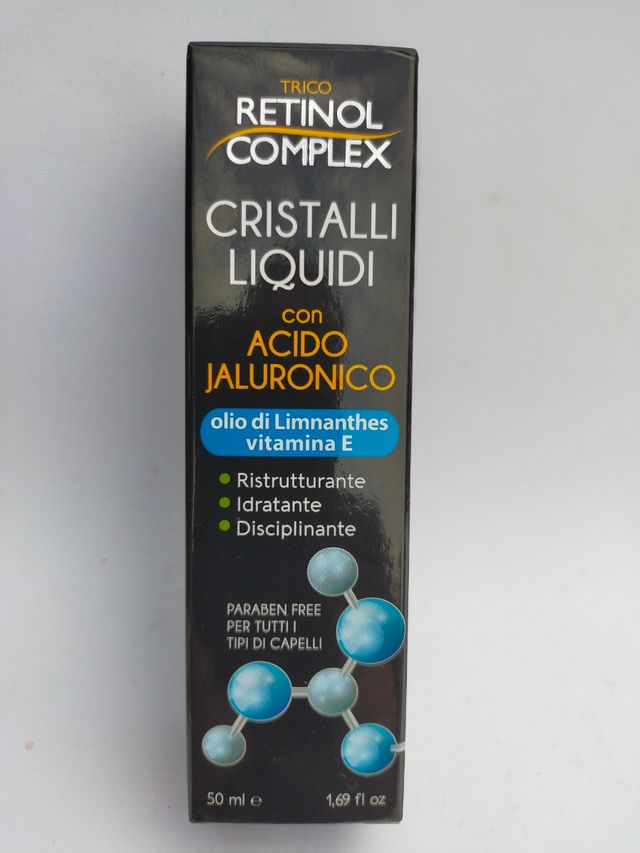 TRICO
RETINOL
COMPLEX
CRISTALLI
LIQUIDI
con
ACIDO
JALURONICO
olio di Limnanthes
vitamina E
Ristrutturante
Idratante
Disciplinante
PARABEN FREE
PER TUTTI I
TIPI DI CAPELLI
50 ml e 1,69 fl oz